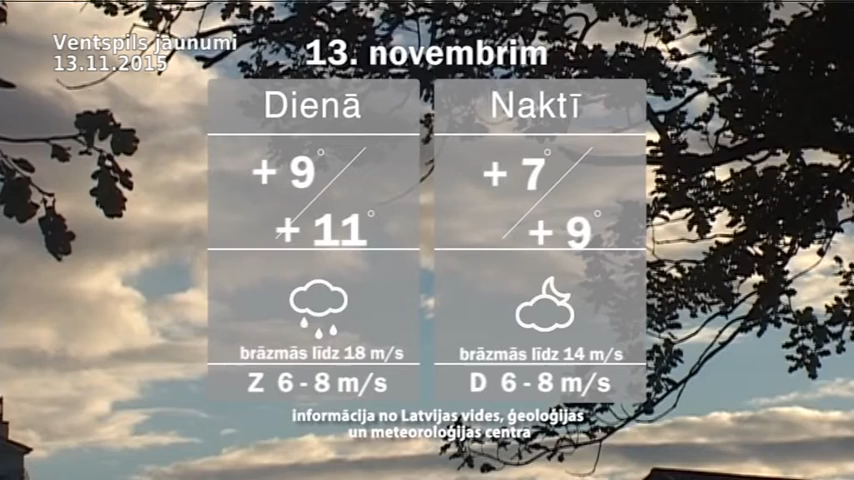 Ventspils jaunumi
13.11.2015
13. novembrim
Dienā
+ 9°
+ 11°
brāzmās līdz 18 m/s
Z 6 - 8 m/s
Naktī
+ 7°
+ 9°
brāzmās līdz 14 m/s
D 6 - 8 m/s
informācija no Latvijas vides, ģeoloģijas
un meteoroloģijas centra